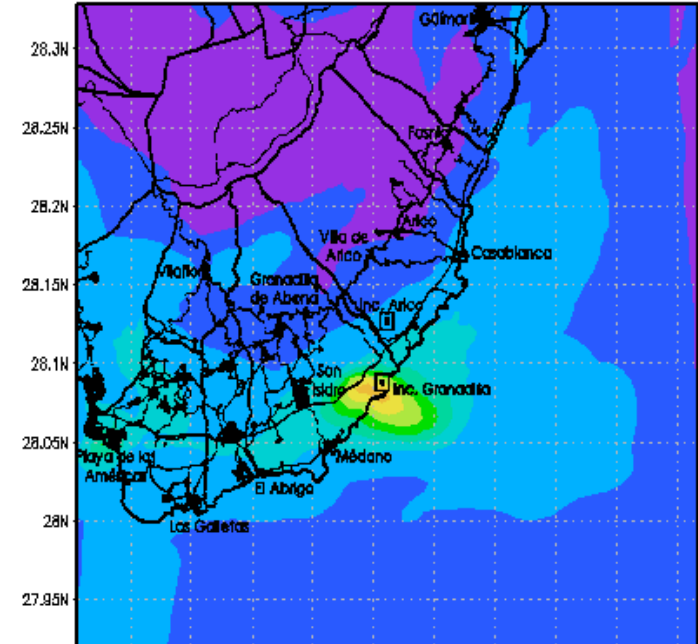 Güimar
28.3N
28.25N
Fasnia
28.2N
Arico
Villa de
Arico
Casablanca
28.15N
Vilaflor
Granadilla
de Abona
Inc. Arico
28.1N
San
Isidro
Inc. Granadilla
28.05N
Playa de las
Américas
Médano
El Abrigo
28N
Las Galletas
27.95N